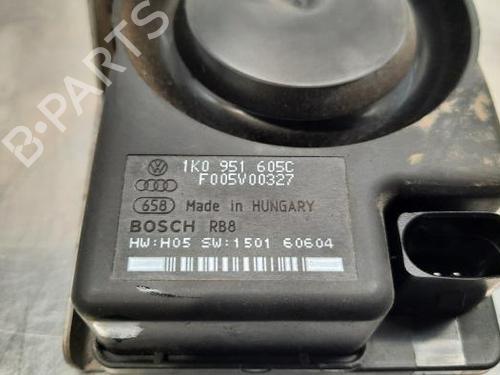 B-Parts
1K0 951 605C
F005V00327
658 Made in HUNGARY
BOSCH RB8
HW:H05 SW:1501 60604